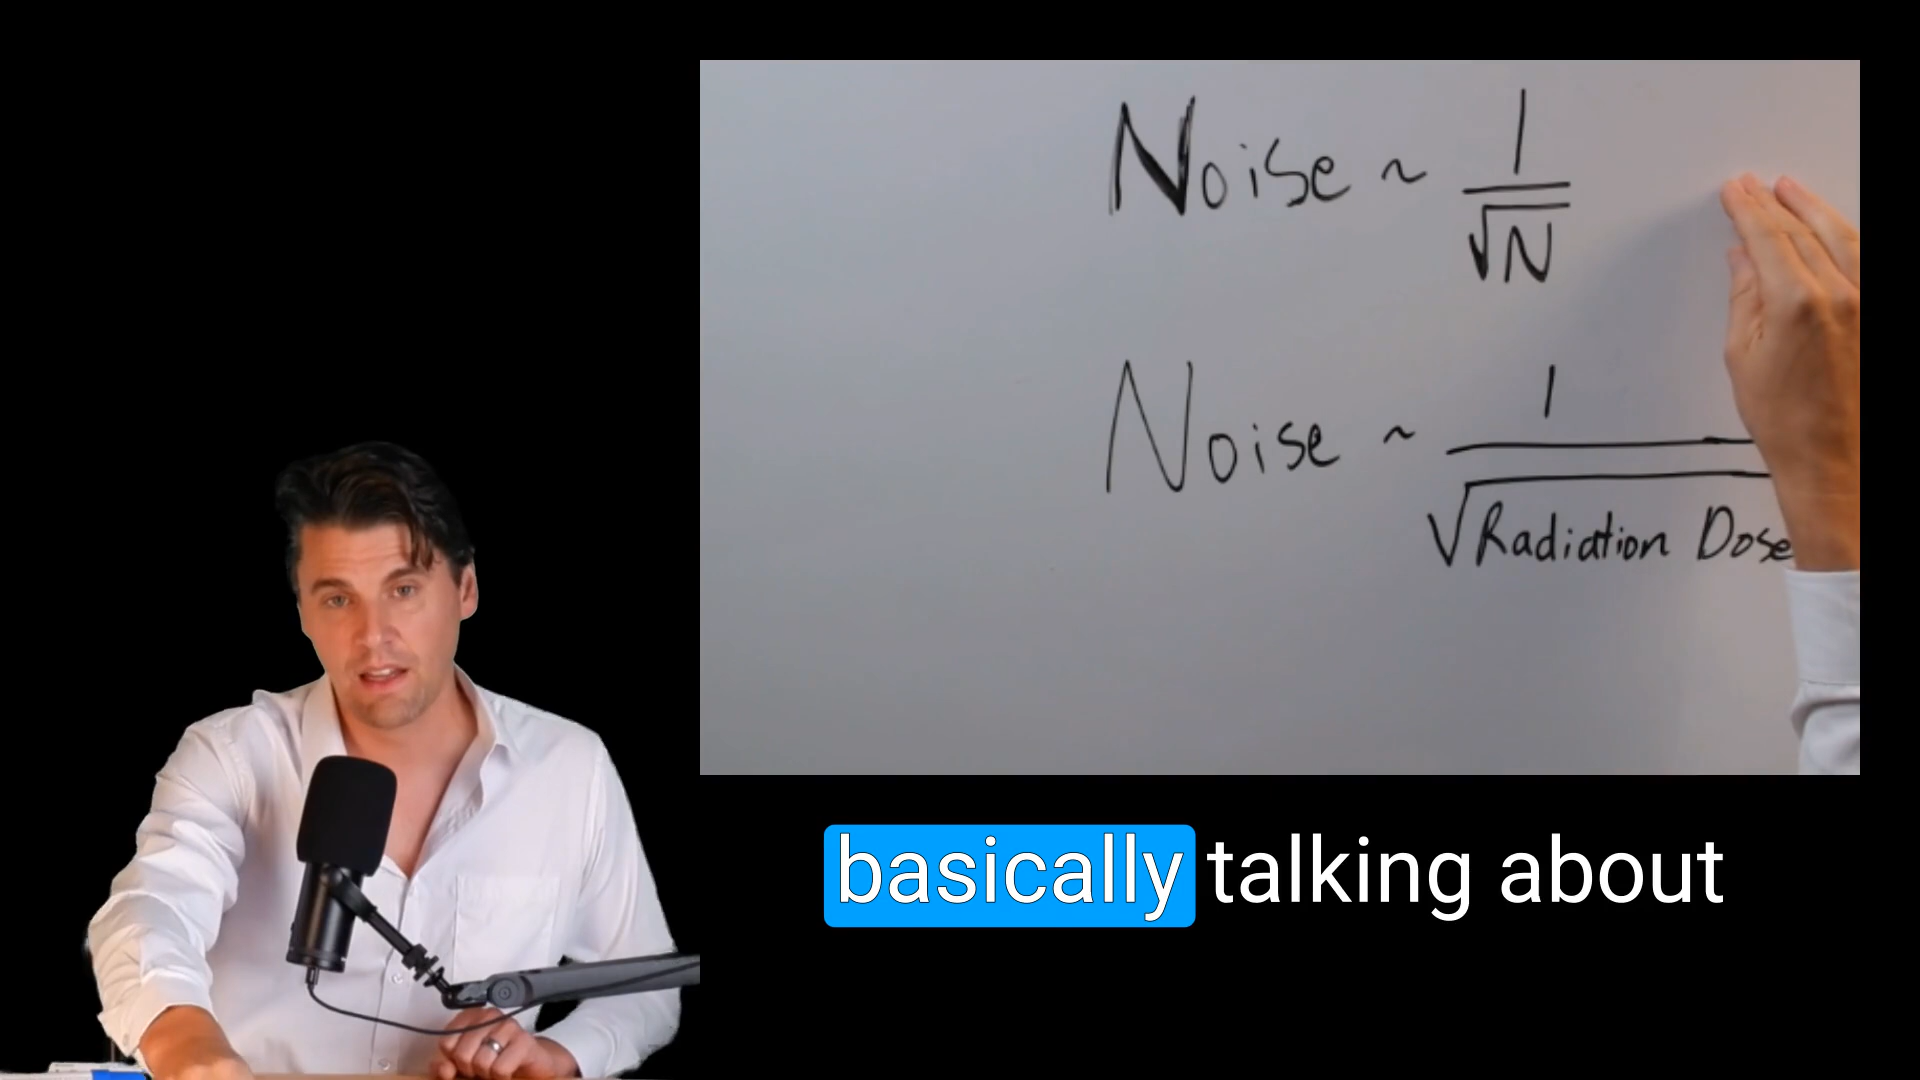 Noise ~ 1/√N
Noise ~ 1/√Radiation Dose
basically talking about